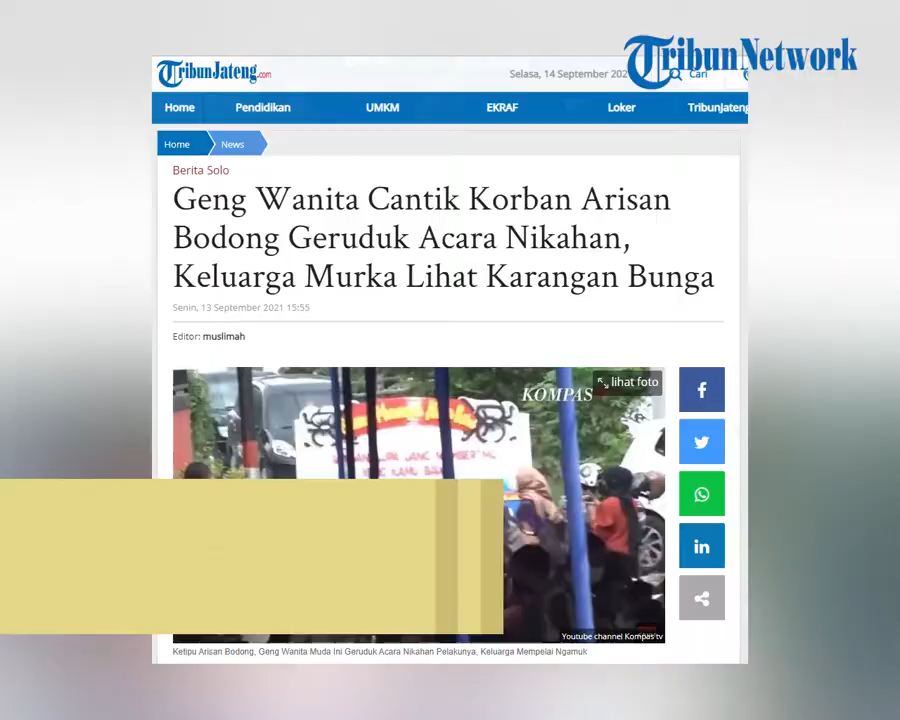 TribunNetwork
TribunJateng.com
Selasa, 14 September 202
Cari
Home Pendidikan UMKM EKRAF Loker Tribunjateng
Home News
Berita Solo
Geng Wanita Cantik Korban Arisan
Bodong Geruduk Acara Nikahan,
Keluarga Murka Lihat Karangan Bunga
Senin, 13 September 2021 15:55
Editor: muslimah
lihat foto
KOMPAS
Youtube channel Kompas tv
Ketipu Arisan Bodong, Geng Wanita Muda Ini Geruduk Acara Nikahan Pelakunya, Keluarga Mempelai Ngamuk